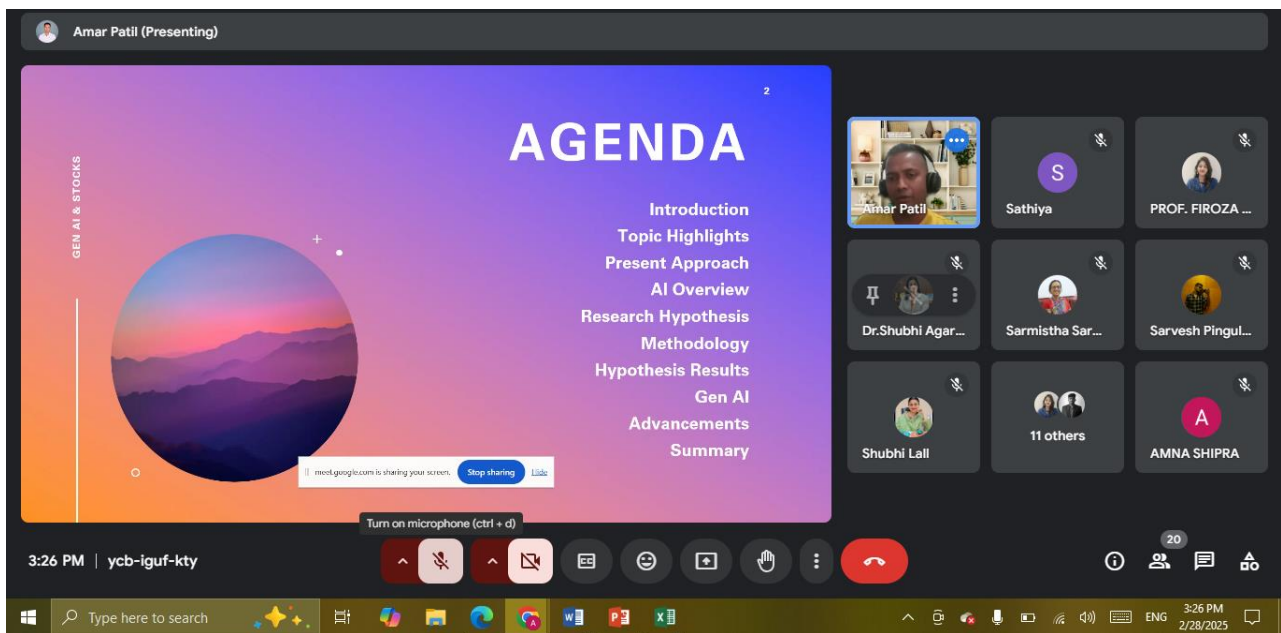 Amar Patil (Presenting)
2
AGENDA
GEN AI & STOCKS
Introduction
Topic Highlights
Present Approach
AI Overview
Research Hypothesis
Methodology
Hypothesis Results
Gen AI
Advancements
Summary
meet.google.com is sharing your screen.
Stop sharing
Hide
Amar Patil
S
Sathiya
PROF. FIROZA ...
Dr.Shubhi Agar...
Sarmistha Sar...
Sarvesh Pingul...
Shubhi Lall
11 others
A
AMNA SHIPRA
Turn on microphone (ctrl + d)
3:26 PM | ycb-iguf-kty
CC
20
Type here to search
ENG
3:26 PM
2/28/2025